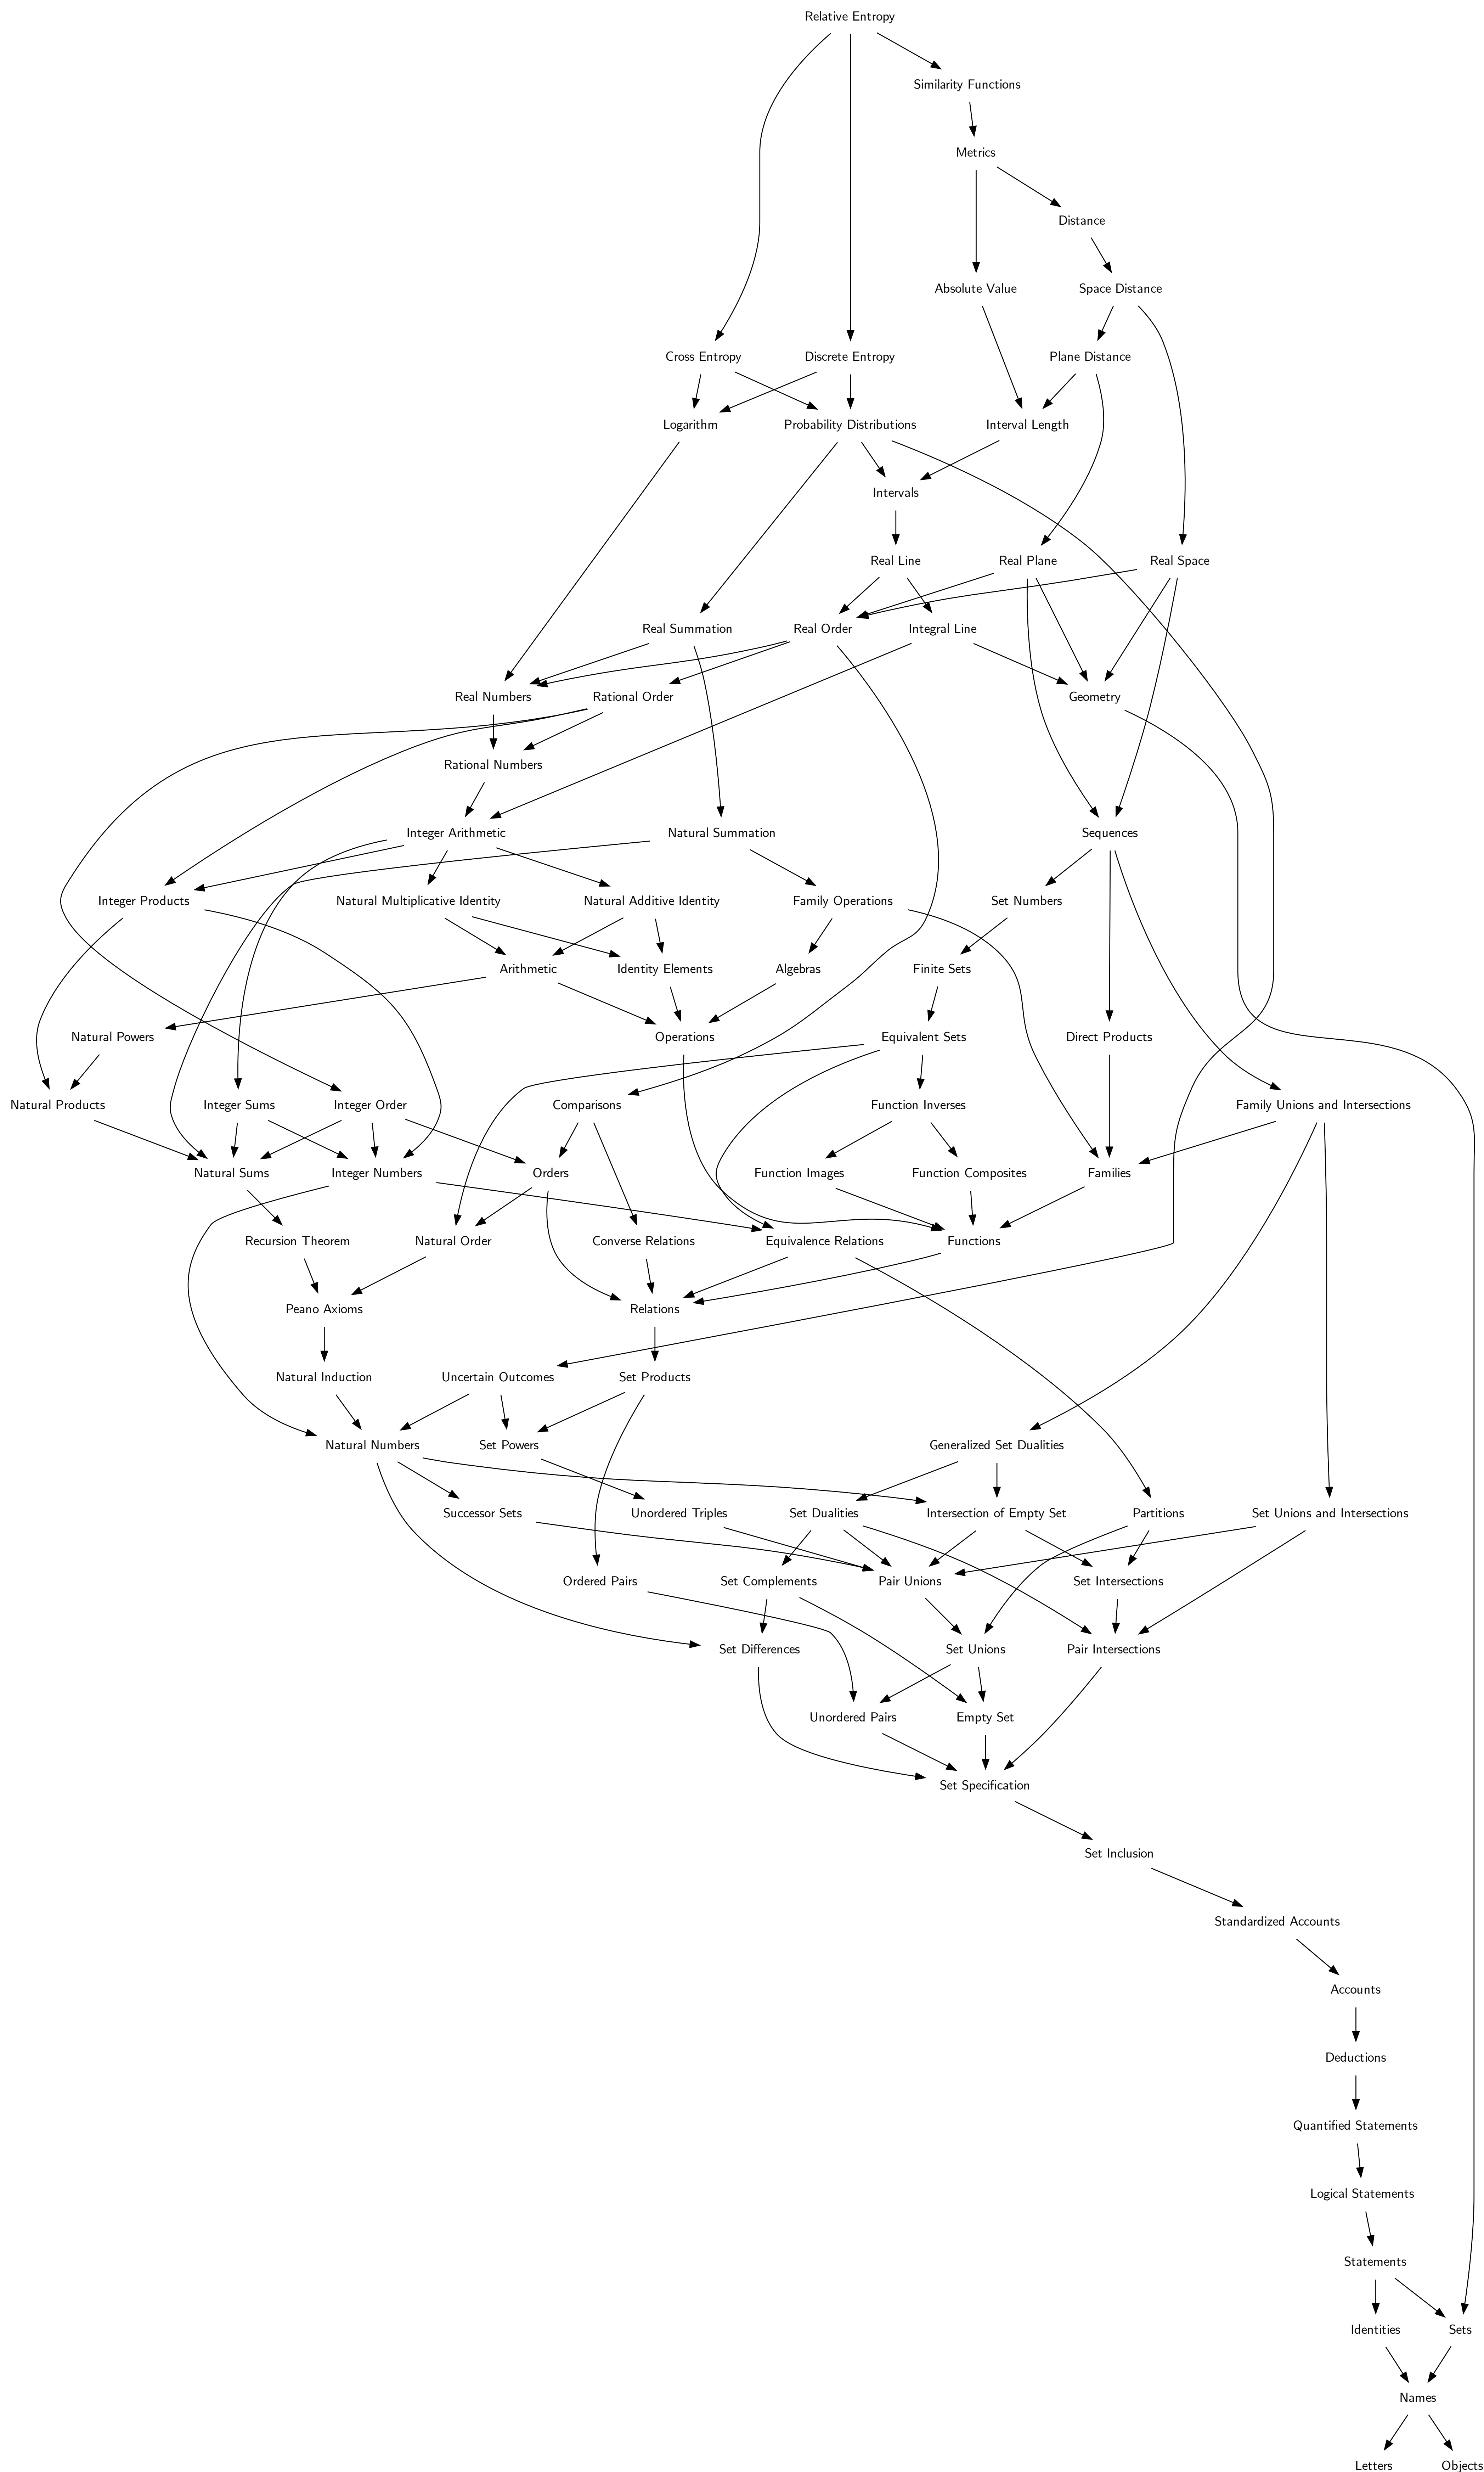 Relative Entropy
Similarity Functions
Metrics
Distance
Absolute Value
Space Distance
Cross Entropy
Discrete Entropy
Plane Distance
Logarithm
Probability Distributions
Interval Length
Intervals
Real Line
Real Plane
Real Space
Real Summation
Real Order
Integral Line
Real Numbers
Rational Order
Geometry
Rational Numbers
Integer Arithmetic
Natural Summation
Sequences
Integer Products
Natural Multiplicative Identity
Natural Additive Identity
Family Operations
Set Numbers
Arithmetic
Identity Elements
Algebras
Finite Sets
Natural Powers
Operations
Equivalent Sets
Direct Products
Natural Products
Integer Sums
Integer Order
Comparisons
Function Inverses
Family Unions and Intersections
Natural Sums
Integer Numbers
Orders
Function Images
Function Composites
Families
Recursion Theorem
Natural Order
Converse Relations
Equivalence Relations
Functions
Peano Axioms
Relations
Natural Induction
Uncertain Outcomes
Set Products
Natural Numbers
Set Powers
Generalized Set Dualities
Successor Sets
Unordered Triples
Set Dualities
Intersection of Empty Set
Partitions
Set Unions and Intersections
Ordered Pairs
Set Complements
Pair Unions
Set Intersections
Set Differences
Set Unions
Pair Intersections
Unordered Pairs
Empty Set
Set Specification
Set Inclusion
Standardized Accounts
Accounts
Deductions
Quantified Statements
Logical Statements
Statements
Identities
Sets
Names
Letters
Objects